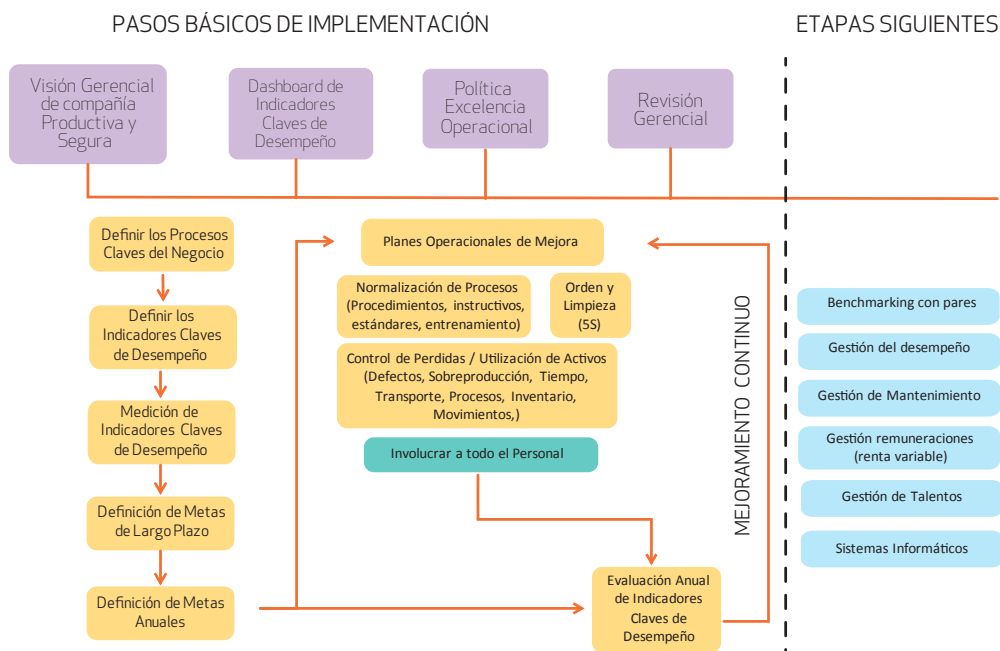 PASOS BÁSICOS DE IMPLEMENTACIÓN
ETAPAS SIGUIENTES
Visión Gerencial
de compañía
Productiva y
Segura
Dashboard de
Indicadores
Claves de
Desempeño
Política
Excelencia
Operacional
Revisión
Gerencial
Definir los Procesos
Claves del Negocio
Definir los
Indicadores Claves
de Desempeño
Medición de
Indicadores Claves
de Desempeño
Definición de Metas
de Largo Plazo
Definición de Metas
Anuales
Planes Operacionales de Mejora
Normalización de Procesos
(Procedimientos, instructivos,
estándares, entrenamiento)
Orden y
Limpieza
(5S)
Control de Perdidas / Utilización de Activos
(Defectos, Sobreproducción, Tiempo,
Transporte, Procesos, Inventario,
Movimientos,)
Involucrar a todo el Personal
Evaluación Anual
de Indicadores
Claves de
Desempeño
MEJORAMIENTO CONTINUO
Benchmarking con pares
Gestión del desempeño
Gestión de Mantenimiento
Gestión remuneraciones
(renta variable)
Gestión de Talentos
Sistemas Informáticos